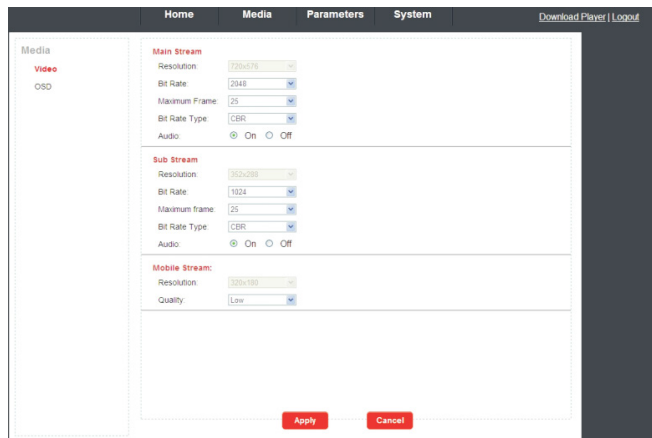 Home Media Parameters System Download Player | Logout
Media
Video
OSD
Main Stream
Resolution: 720x576
Bit Rate: 2048
Maximum Frame: 25
Bit Rate Type: CBR
Audio: On Off
Sub Stream
Resolution: 352x288
Bit Rate: 1024
Maximum frame: 25
Bit Rate Type: CBR
Audio: On Off
Mobile Stream:
Resolution: 320x180
Quality: Low
Apply Cancel